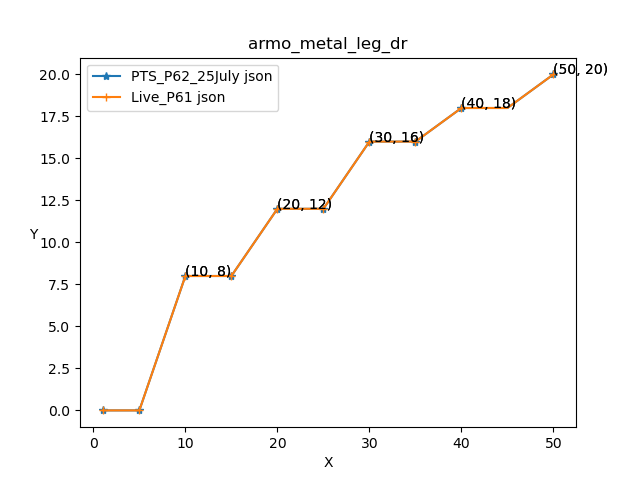 armo_metal_leg_dr
PTS_P62_25July json
Live_P61 json
Y
20.0
17.5
15.0
12.5
10.0
7.5
5.0
2.5
0.0
(10, 8)
(20, 12)
(30, 16)
(40, 18)
(50, 20)
0 10 20 30 40 50
X